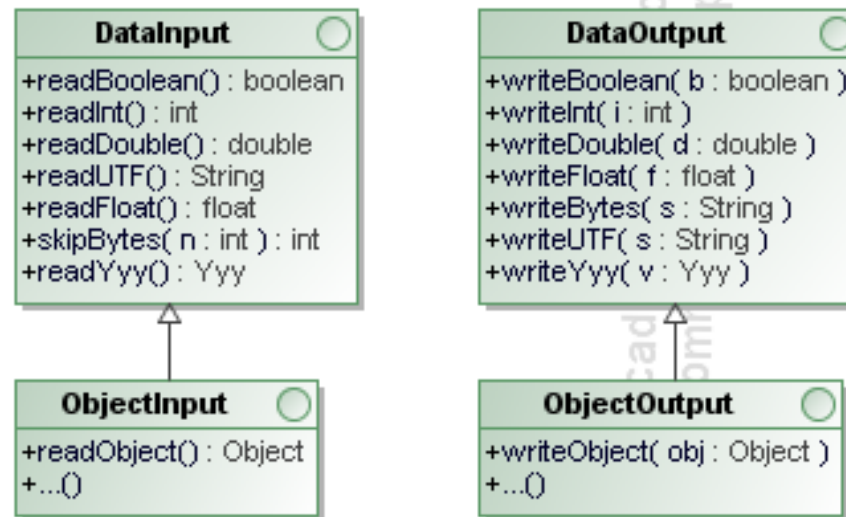 DataInput
+readBoolean() : boolean
+readInt() : int
+readDouble() : double
+readUTF() : String
+readFloat() : float
+skipBytes( n : int ) : int
+readYyy() : Yyy
DataOutput
+writeBoolean( b : boolean )
+writeInt( i : int )
+writeDouble( d : double )
+writeFloat( f : float )
+writeBytes( s : String )
+writeUTF( s : String )
+writeYyy( v : Yyy )
ObjectInput
+readObject() : Object
+...()
ObjectOutput
+writeObject( obj : Object )
+...()